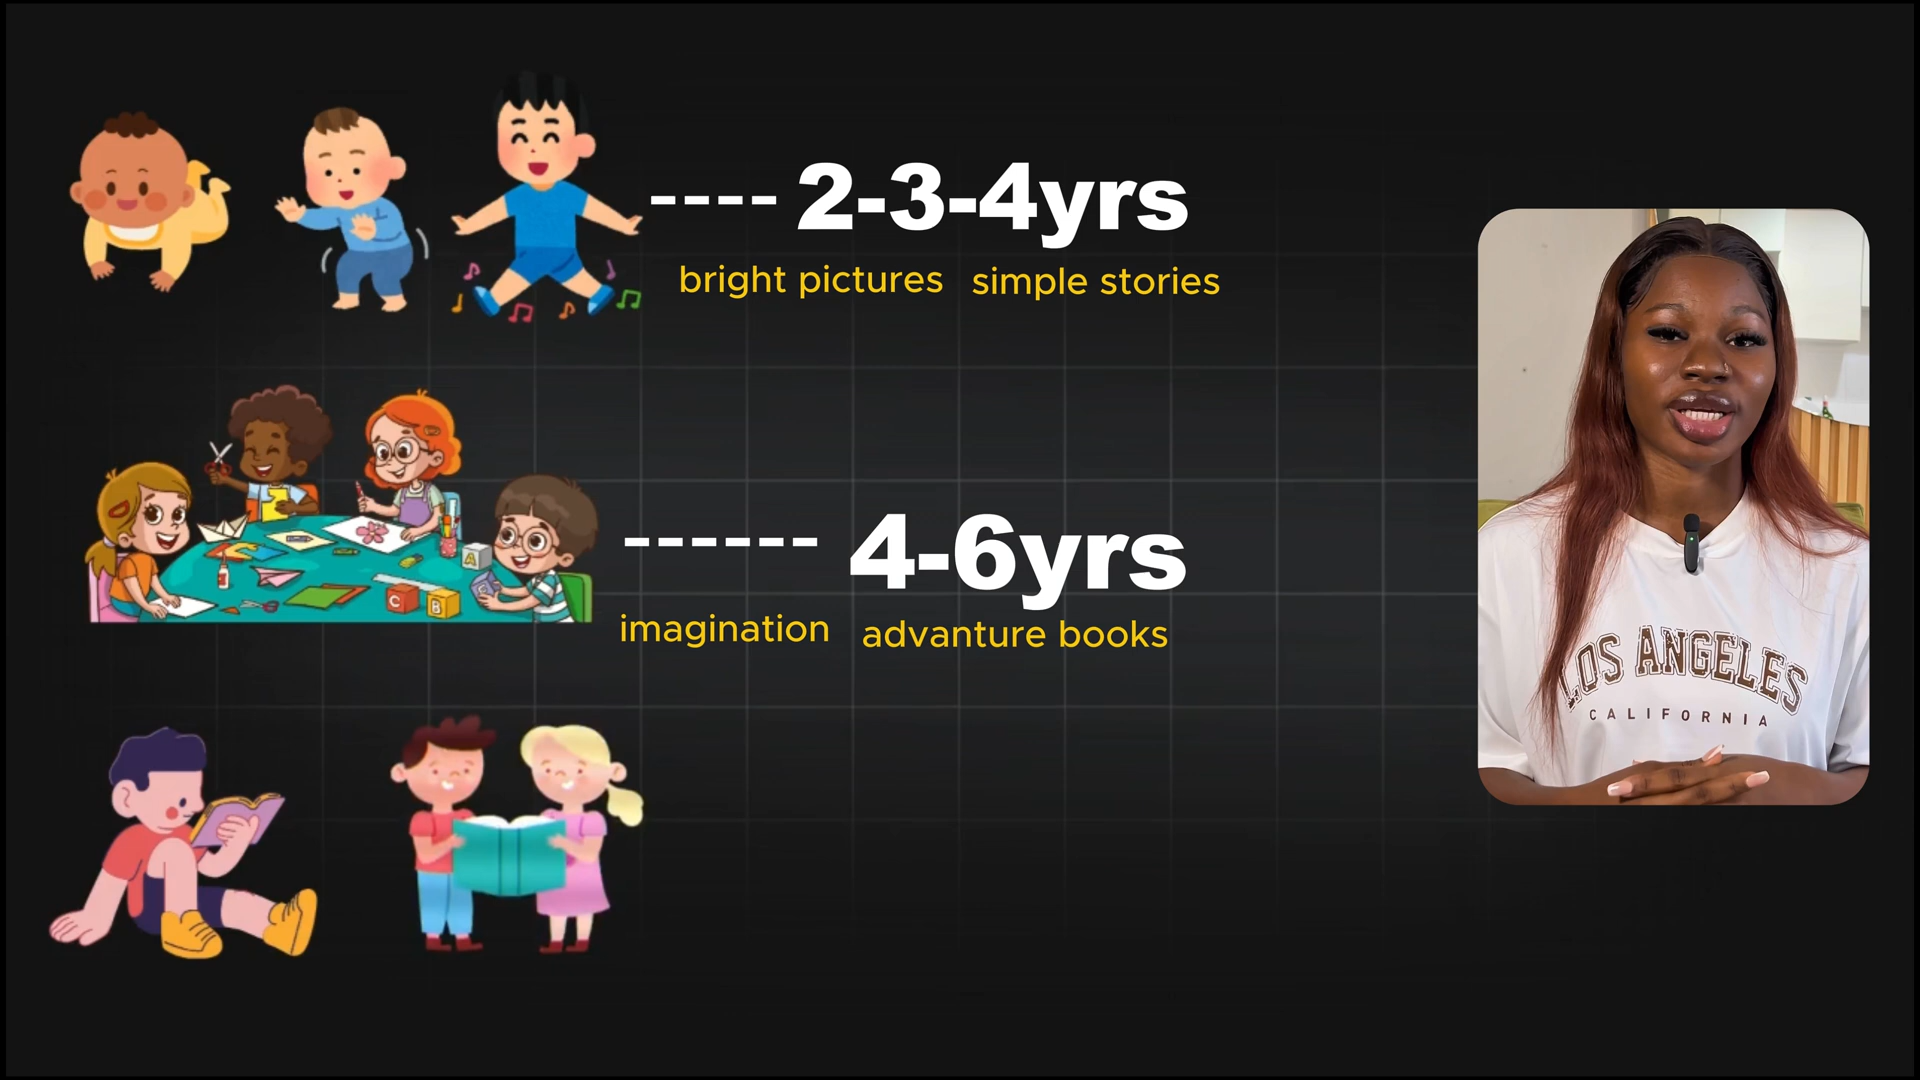 ---- 2-3-4yrs
bright pictures simple stories
------ 4-6yrs
imagination advanture books
A
C B
LOS ANGELES
CALIFORNIA